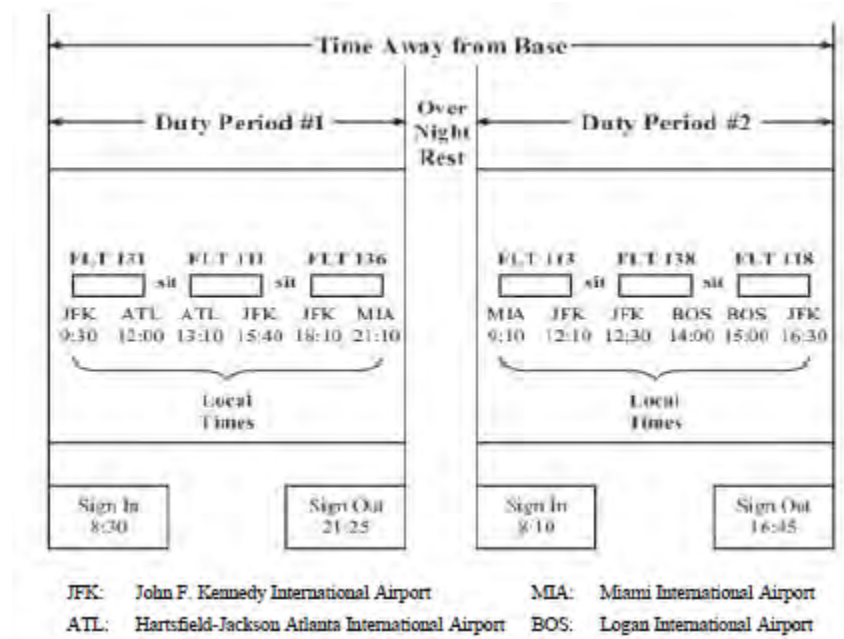 Time Away from Base
Duty Period #1
Over
Night
Rest
Duty Period #2
FLT 131 FLT 111 FLT 136
sit sit
JFK ATL ATL JFK JFK MIA
9:30 12:00 13:10 15:40 18:10 21:10
Local
Times
FLT 113 FLT 138 FLT 118
sit sit
MIA JFK JFK BOS BOS JFK
9:10 12:10 12:30 14:00 15:00 16:30
Local
Times
Sign In
8:30
Sign Out
21:25
Sign In
8:10
Sign Out
16:45
JFK: John F. Kennedy International Airport MIA: Miami International Airport
ATL: Hartsfield-Jackson Atlanta International Airport BOS: Logan International Airport